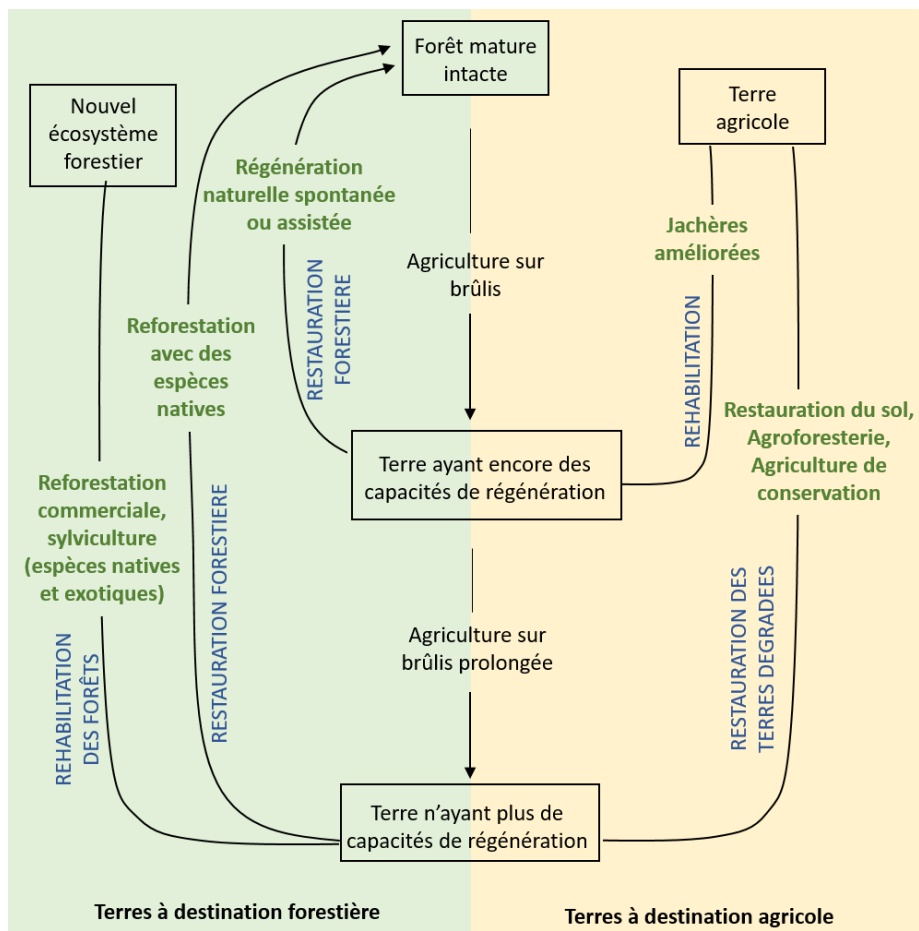 Forêt mature
intacte
Nouvel
écosystème
forestier
Terre
agricole
Régénération
naturelle spontanée
ou assistée
Jachères
améliorées
Agriculture sur
brûlis
RESTAURATION
FORESTIERE
REHABILITATION
Reforestation
avec des
espèces
natives
Restauration du sol,
Agroforesterie,
Agriculture de
conservation
Terre ayant encore des
capacités de régénération
Reforestation
commerciale,
sylviculture
(espèces natives
et exotiques)
RESTAURATION FORESTIERE
Agriculture sur
brûlis prolongée
RESTAURATION DES
TERRES DEGRADEES
REHABILITATION
DES FORÊTS
Terre n'ayant plus de
capacités de régénération
Terres à destination forestière
Terres à destination agricole